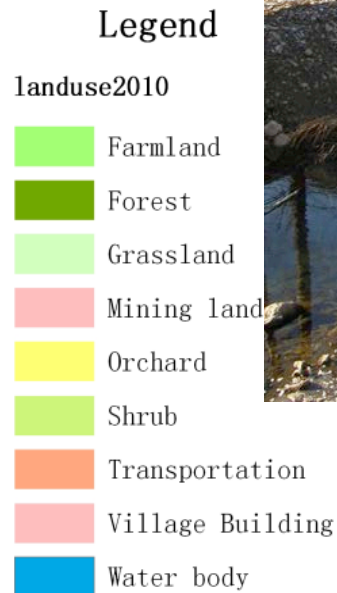 Legend
landuse2010
Farmland
Forest
Grassland
Mining land
Orchard
Shrub
Transportation
Village Building
Water body